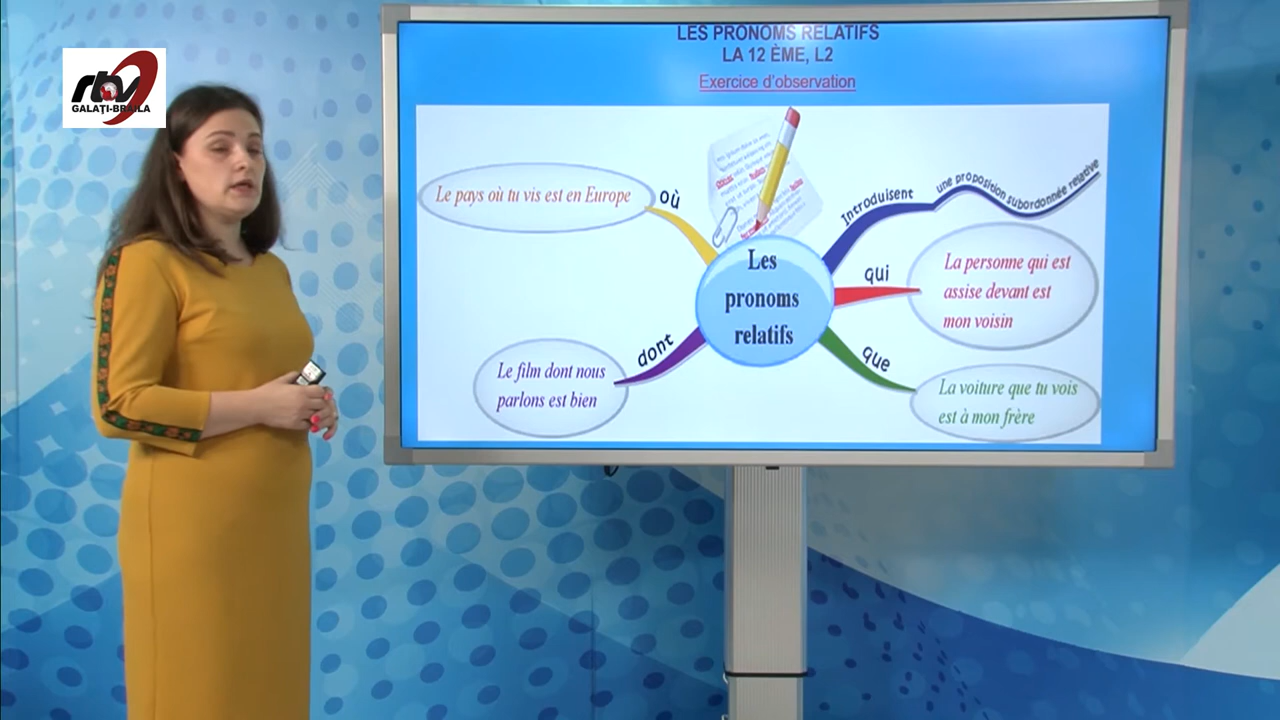 rtv
GALAŢI-BRĂILA
LES PRONOMS RELATIFS
LA 12 ÈME, L2
Exercice d'observation
Le pays où tu vis est en Europe
où
Introduisent
une proposition subordonnée relative
Les
pronoms
relatifs
qui
La personne qui est
assise devant est
mon voisin
dont
Le film dont nous
parlons est bien
que
La voiture que tu vois
est à mon frère